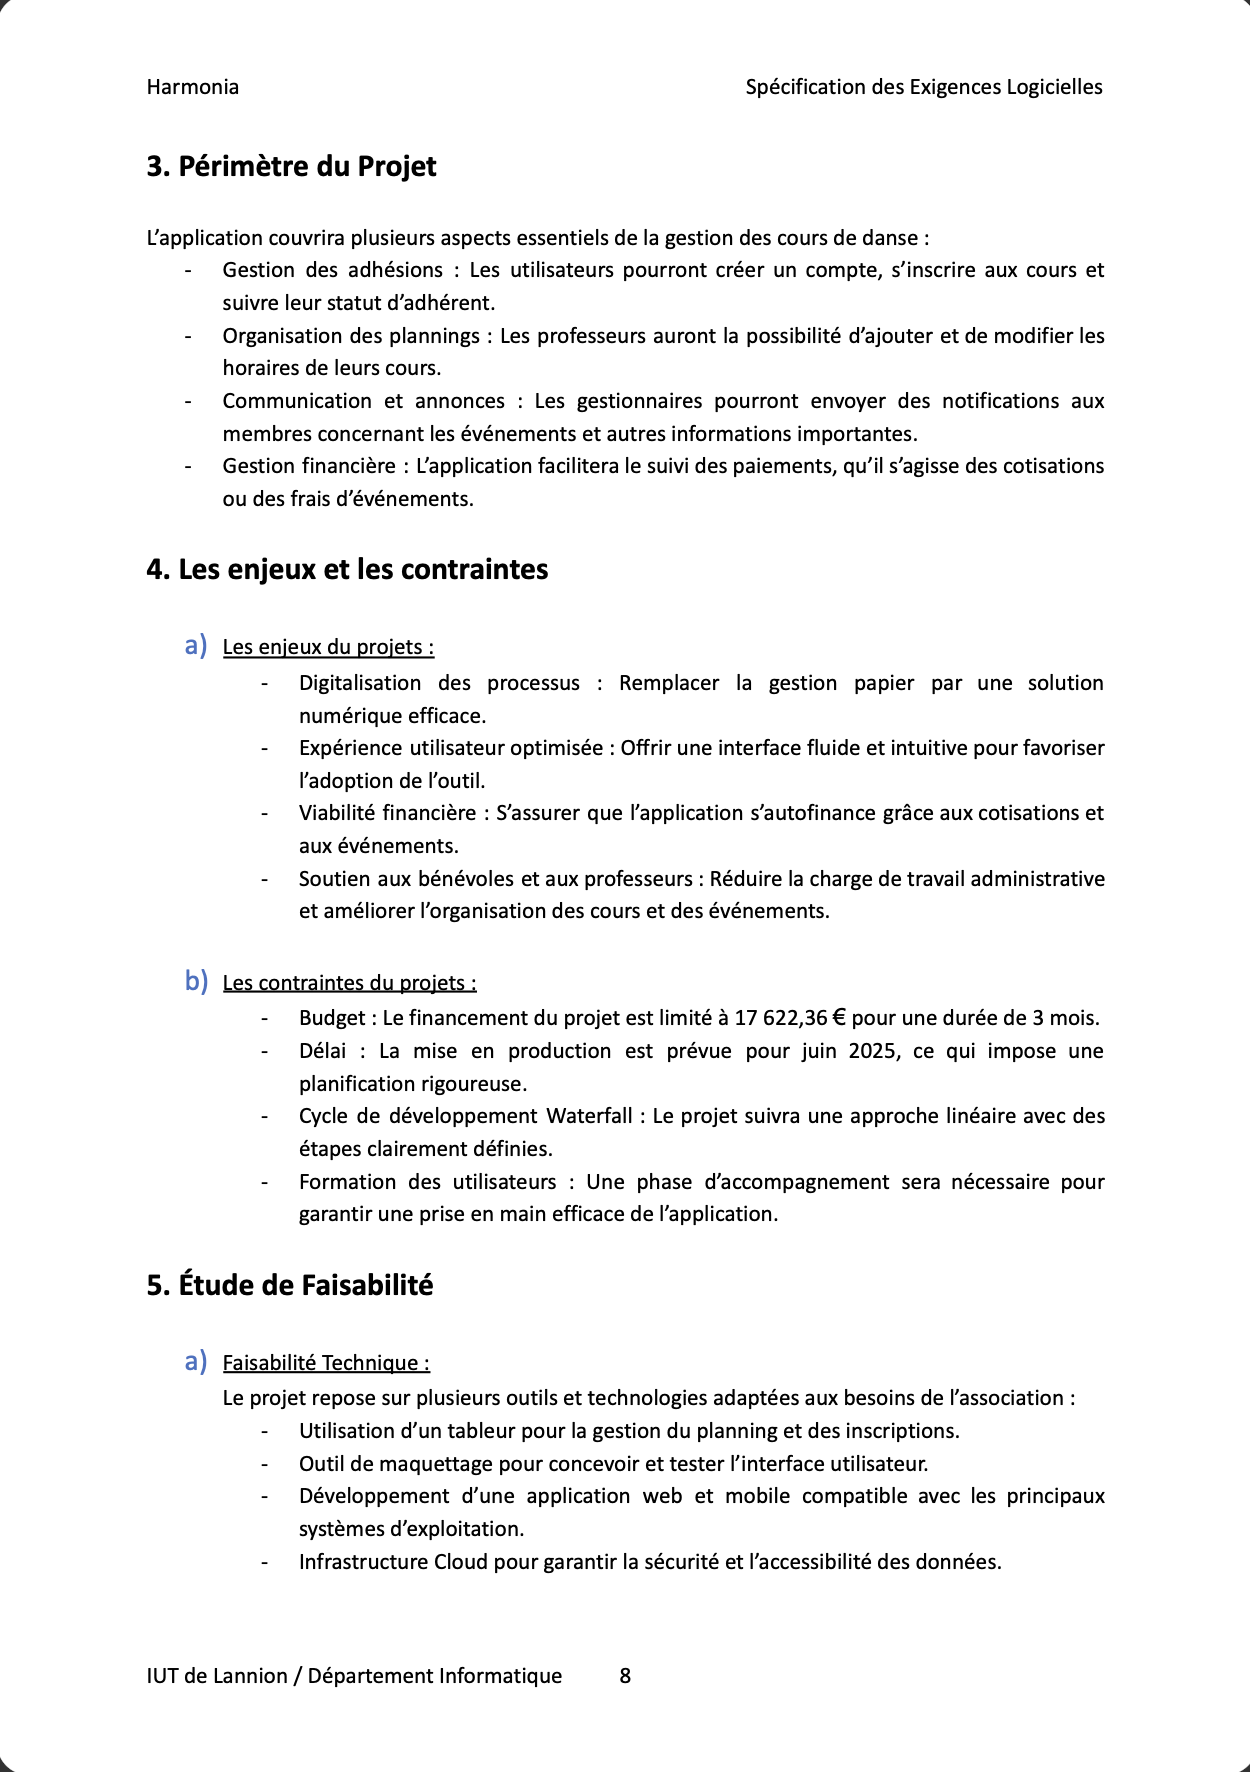 Harmonia
Spécification des Exigences Logicielles
3. Périmètre du Projet
L’application couvrira plusieurs aspects essentiels de la gestion des cours de danse :
- Gestion des adhésions : Les utilisateurs pourront créer un compte, s’inscrire aux cours et
suivre leur statut d’adhérent.
- Organisation des plannings : Les professeurs auront la possibilité d’ajouter et de modifier les
horaires de leurs cours.
- Communication et annonces : Les gestionnaires pourront envoyer des notifications aux
membres concernant les événements et autres informations importantes.
- Gestion financière : L’application facilitera le suivi des paiements, qu’il s’agisse des cotisations
ou des frais d’événements.
4. Les enjeux et les contraintes
a) Les enjeux du projets :
- Digitalisation des processus : Remplacer la gestion papier par une solution
numérique efficace.
- Expérience utilisateur optimisée : Offrir une interface fluide et intuitive pour favoriser
l’adoption de l’outil.
- Viabilité financière : S’assurer que l’application s’autofinance grâce aux cotisations et
aux événements.
- Soutien aux bénévoles et aux professeurs : Réduire la charge de travail administrative
et améliorer l’organisation des cours et des événements.
b) Les contraintes du projets :
- Budget : Le financement du projet est limité à 17 622,36 € pour une durée de 3 mois.
- Délai : La mise en production est prévue pour juin 2025, ce qui impose une
planification rigoureuse.
- Cycle de développement Waterfall : Le projet suivra une approche linéaire avec des
étapes clairement définies.
- Formation des utilisateurs : Une phase d’accompagnement sera nécessaire pour
garantir une prise en main efficace de l’application.
5. Étude de Faisabilité
a) Faisabilité Technique :
Le projet repose sur plusieurs outils et technologies adaptées aux besoins de l’association :
- Utilisation d’un tableur pour la gestion du planning et des inscriptions.
- Outil de maquettage pour concevoir et tester l’interface utilisateur.
- Développement d’une application web et mobile compatible avec les principaux
systèmes d’exploitation.
- Infrastructure Cloud pour garantir la sécurité et l’accessibilité des données.
IUT de Lannion / Département Informatique 8